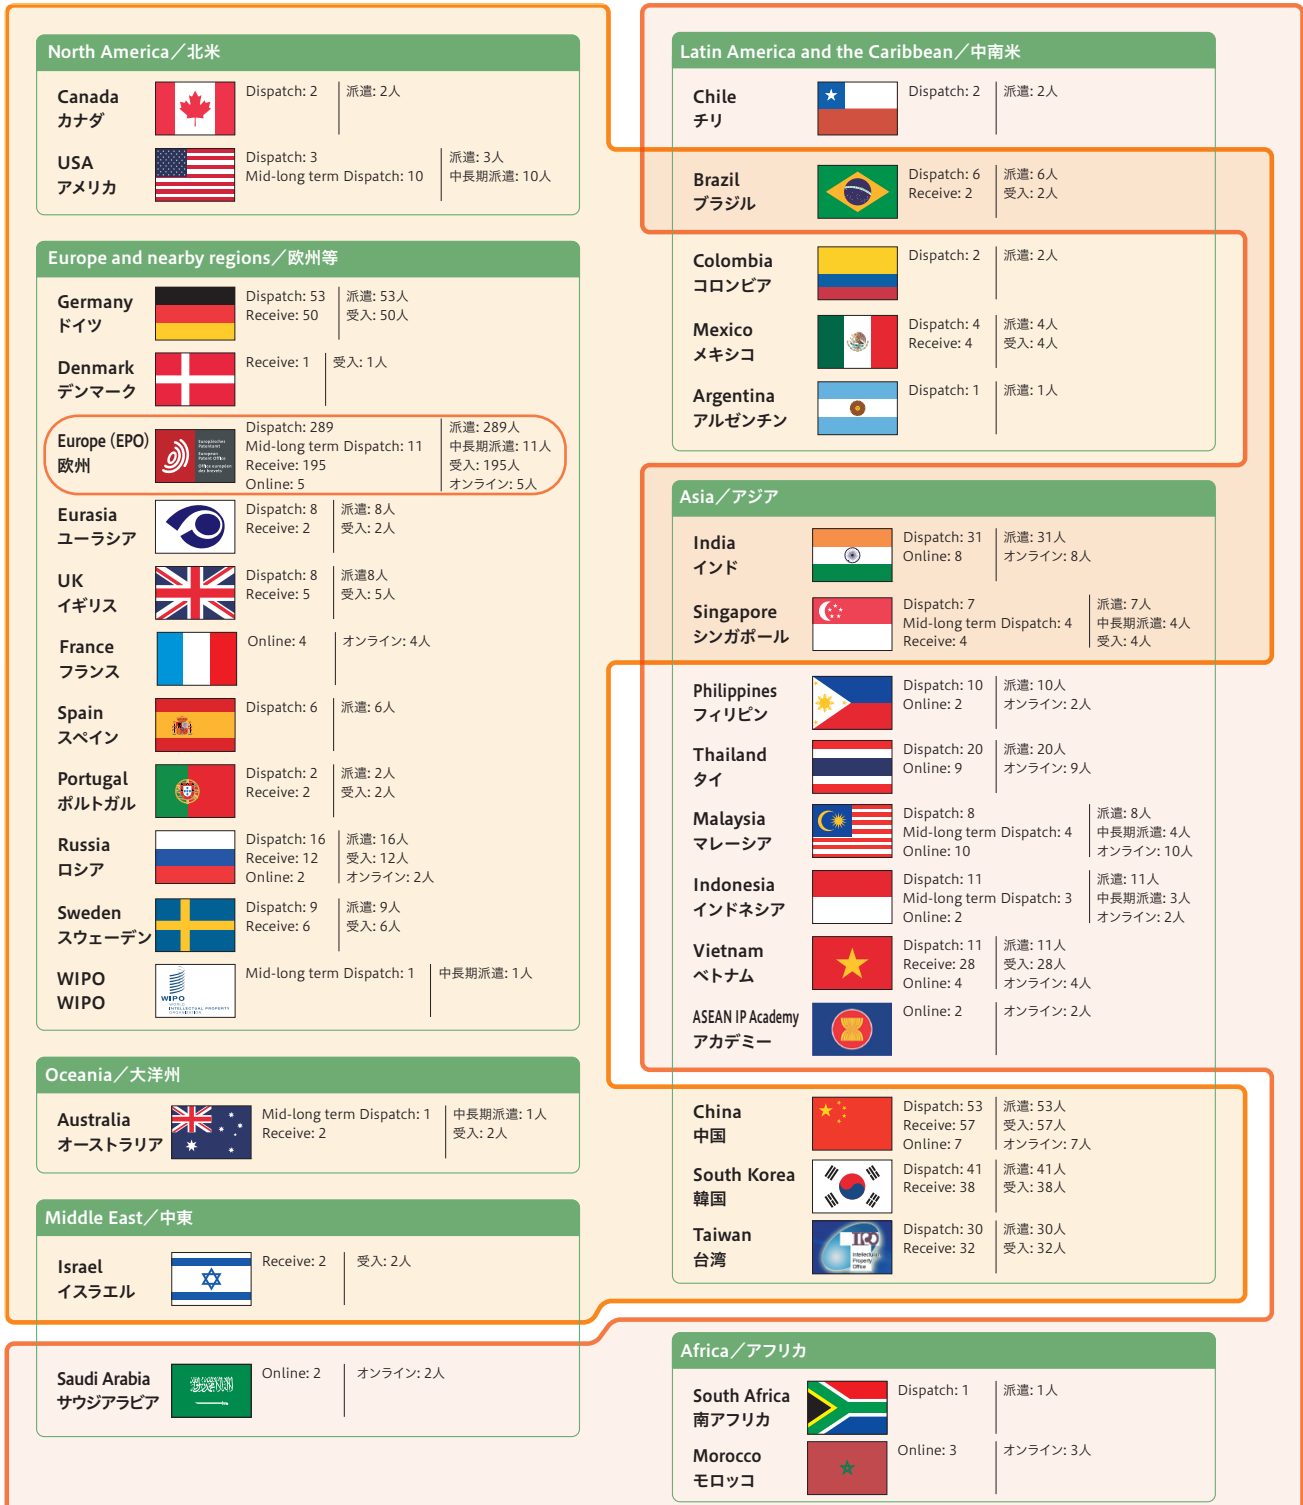 North America／北米
Canada
カナダ
Dispatch: 2
派遣: 2人
USA
アメリカ
Dispatch: 3
Mid-long term Dispatch: 10
派遣: 3人
中長期派遣: 10人
Europe and nearby regions／欧州等
Germany
ドイツ
Dispatch: 53
Receive: 50
派遣: 53人
受入: 50人
Denmark
デンマーク
Receive: 1
受入: 1人
Europe（EPO）
欧州
Europäisches
Patentamt
European
Patent Office
Office européen
des brevets
Dispatch: 289
Mid-long term Dispatch: 11
Receive: 195
Online: 5
派遣: 289人
中長期派遣: 11人
受入: 195人
オンライン: 5人
Eurasia
ユーラシア
Dispatch: 8
Receive: 2
派遣: 8人
受入: 2人
UK
イギリス
Dispatch: 8
Receive: 5
派遣8人
受入: 5人
France
フランス
Online: 4
オンライン: 4人
Spain
スペイン
Dispatch: 6
派遣: 6人
Portugal
ポルトガル
Dispatch: 2
Receive: 2
派遣: 2人
受入: 2人
Russia
ロシア
Dispatch: 16
Receive: 12
Online: 2
派遣: 16人
受入: 12人
オンライン: 2人
Sweden
スウェーデン
Dispatch: 9
Receive: 6
派遣: 9人
受入: 6人
WIPO
WIPO
WIPO
WORLD
INTELLECTUAL PROPERTY
ORGANIZATION
Mid-long term Dispatch: 1
中長期派遣: 1人
Oceania／大洋州
Australia
オーストラリア
Mid-long term Dispatch: 1
Receive: 2
中長期派遣: 1人
受入: 2人
Middle East／中東
Israel
イスラエル
Receive: 2
受入: 2人
Saudi Arabia
サウジアラビア
Online: 2
オンライン: 2人
Latin America and the Caribbean／中南米
Chile
チリ
Dispatch: 2
派遣: 2人
Brazil
ブラジル
Dispatch: 6
Receive: 2
派遣: 6人
受入: 2人
Colombia
コロンビア
Dispatch: 2
派遣: 2人
Mexico
メキシコ
Dispatch: 4
Receive: 4
派遣: 4人
受入: 4人
Argentina
アルゼンチン
Dispatch: 1
派遣: 1人
Asia／アジア
India
インド
Dispatch: 31
Online: 8
派遣: 31人
オンライン: 8人
Singapore
シンガポール
Dispatch: 7
Mid-long term Dispatch: 4
Receive: 4
派遣: 7人
中長期派遣: 4人
受入: 4人
Philippines
フィリピン
Dispatch: 10
Online: 2
派遣: 10人
オンライン: 2人
Thailand
タイ
Dispatch: 20
Online: 9
派遣: 20人
オンライン: 9人
Malaysia
マレーシア
Dispatch: 8
Mid-long term Dispatch: 4
Online: 10
派遣: 8人
中長期派遣: 4人
オンライン: 10人
Indonesia
インドネシア
Dispatch: 11
Mid-long term Dispatch: 3
Online: 2
派遣: 11人
中長期派遣: 3人
オンライン: 2人
Vietnam
ベトナム
Dispatch: 11
Receive: 28
Online: 4
派遣: 11人
受入: 28人
オンライン: 4人
ASEAN IP Academy
アカデミー
Online: 2
オンライン: 2人
China
中国
Dispatch: 53
Receive: 57
Online: 7
派遣: 53人
受入: 57人
オンライン: 7人
South Korea
韓国
Dispatch: 41
Receive: 38
派遣: 41人
受入: 38人
Taiwan
台湾
Intellectual
Property
Office
Dispatch: 30
Receive: 32
派遣: 30人
受入: 32人
Africa／アフリカ
South Africa
南アフリカ
Dispatch: 1
派遣: 1人
Morocco
モロッコ
Online: 3
オンライン: 3人